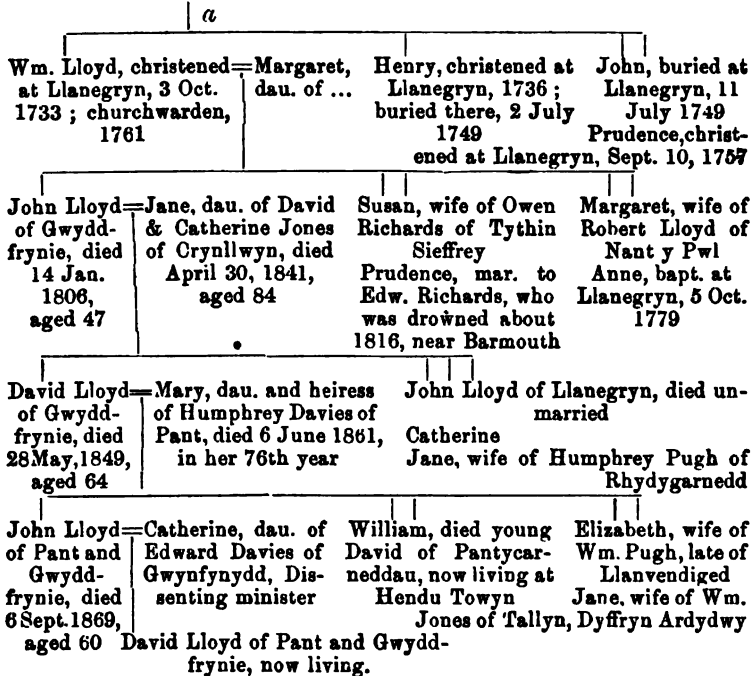 a
Wm. Lloyd, christened=Margaret, Henry, christened at John, buried at
at Llanegryn, 3 Oct. dau. of ... Llanegryn, 1736 ; Llanegryn, 11
1733 ; churchwarden, buried there, 2 July July 1749
1761 1749 Prudence,christ-
ened at Llanegryn, Sept. 10, 1757
John Lloyd=Jane, dau. of David Susan, wife of Owen Margaret, wife of
of Gwydd- & Catherine Jones Richards of Tythin Robert Lloyd of
frynie, died of Crynllwyn, died Sieffrey Nant y Pwl
14 Jan. April 30, 1841, Prudence, mar. to Anne, bapt. at
1806, aged 84 Edw. Richards, who Llanegryn, 5 Oct.
aged 47 was drowned about 1779
1816, near Barmouth
David Lloyd=Mary, dau. and heiress John Lloyd of Llanegryn, died un-
of Gwydd- of Humphrey Davies of married
frynie, died Pant, died 6 June 1861, Catherine
28May,1849, in her 76th year Jane, wife of Humphrey Pugh of
aged 64 Rhydygarnedd
John Lloyd=Catherine, dau. of William, died young Elizabeth, wife of
of Pant and Edward Davies of David of Pantycar- Wm. Pugh, late of
Gwydd- Gwynfynydd, Dis- neddau, now living at Llanvendiged
frynie, died senting minister Hendu Towyn Jane, wife of Wm.
6 Sept.1869, Jones of Tallyn, Dyffryn Ardydwy
aged 60 David Lloyd of Pant and Gwydd-
frynie, now living.